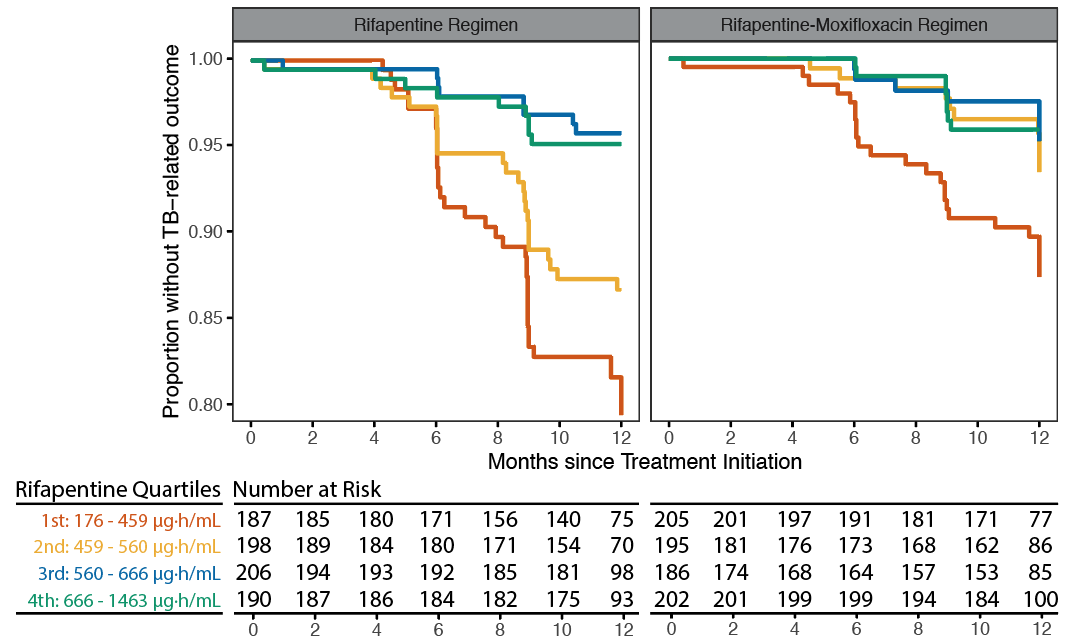 Rifapentine Regimen
Rifapentine-Moxifloxacin Regimen
Proportion without TB−related outcome
1.00
0.95
0.90
0.85
0.80
0 2 4 6 8 10 12 0 2 4 6 8 10 12
Months since Treatment Initiation
Rifapentine Quartiles Number at Risk
1st: 176 - 459 µg·h/mL 187 185 180 171 156 140 75 205 201 197 191 181 171 77
2nd: 459 - 560 µg·h/mL 198 189 184 180 171 154 70 195 181 176 173 168 162 86
3rd: 560 - 666 µg·h/mL 206 194 193 192 185 181 98 186 174 168 164 157 153 85
4th: 666 - 1463 µg·h/mL 190 187 186 184 182 175 93 202 201 199 199 194 184 100
0 2 4 6 8 10 12 0 2 4 6 8 10 12